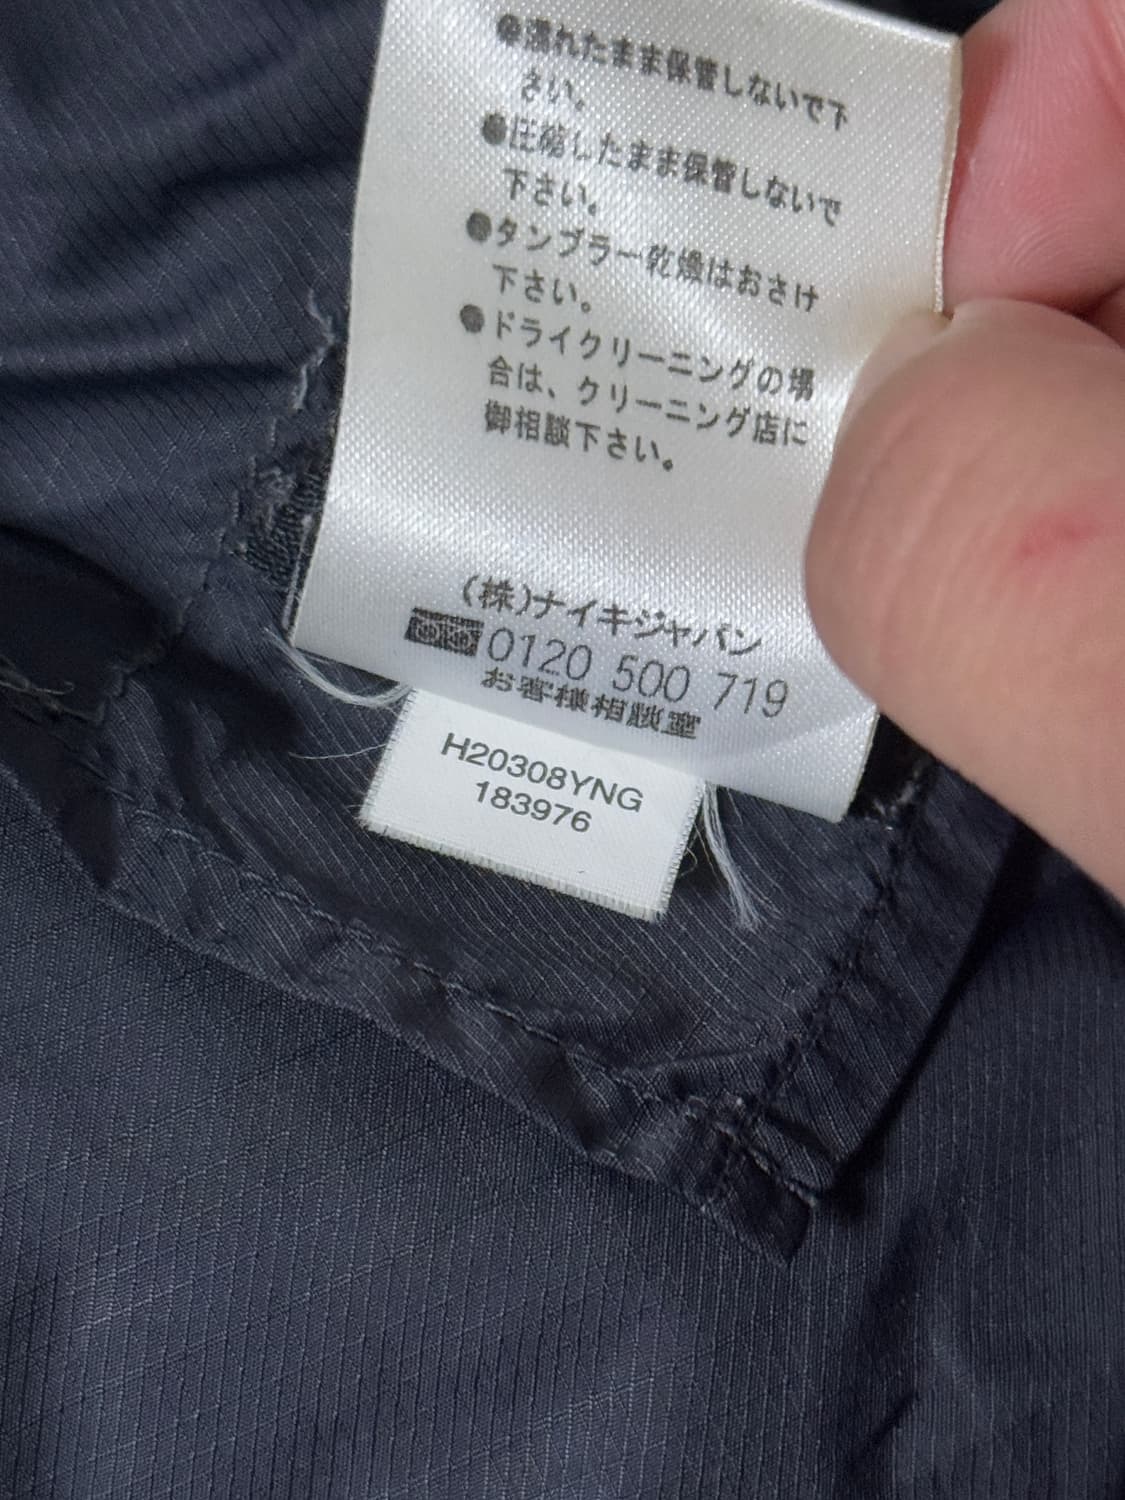 ●濡れたまま保管しないで下
さい。
●圧縮したまま保管しないで
下さい。
●タンブラー乾燥はおさけ
下さい。
●ドライクリーニングの場
合は、クリーニング店に
御相談下さい。
(株)ナイキジャパン
0120 500 719
お客様相談室
H20308YNG
183976